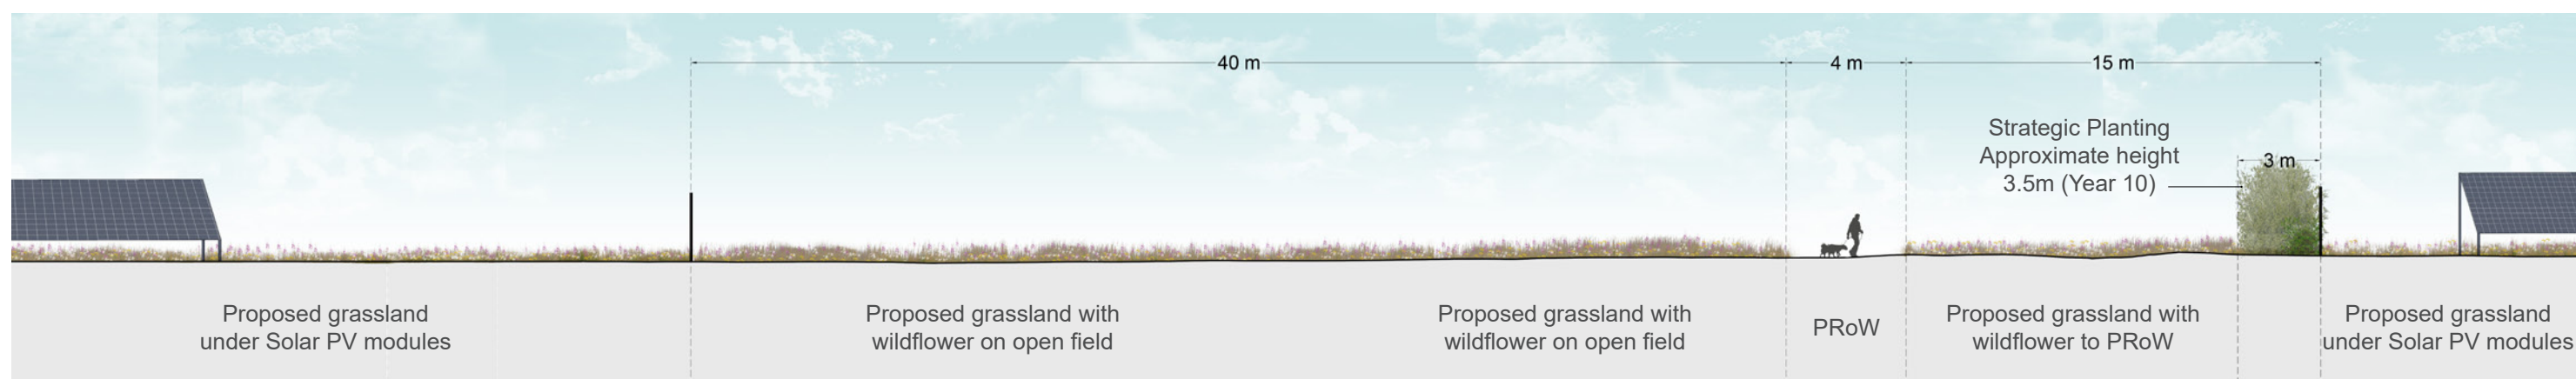 40 m
4 m
15 m
Strategic Planting
Approximate height
3.5m (Year 10)
3 m
Proposed grassland
under Solar PV modules
Proposed grassland with
wildflower on open field
Proposed grassland with
wildflower on open field
PRoW
Proposed grassland with
wildflower to PRoW
Proposed grassland
under Solar PV modules